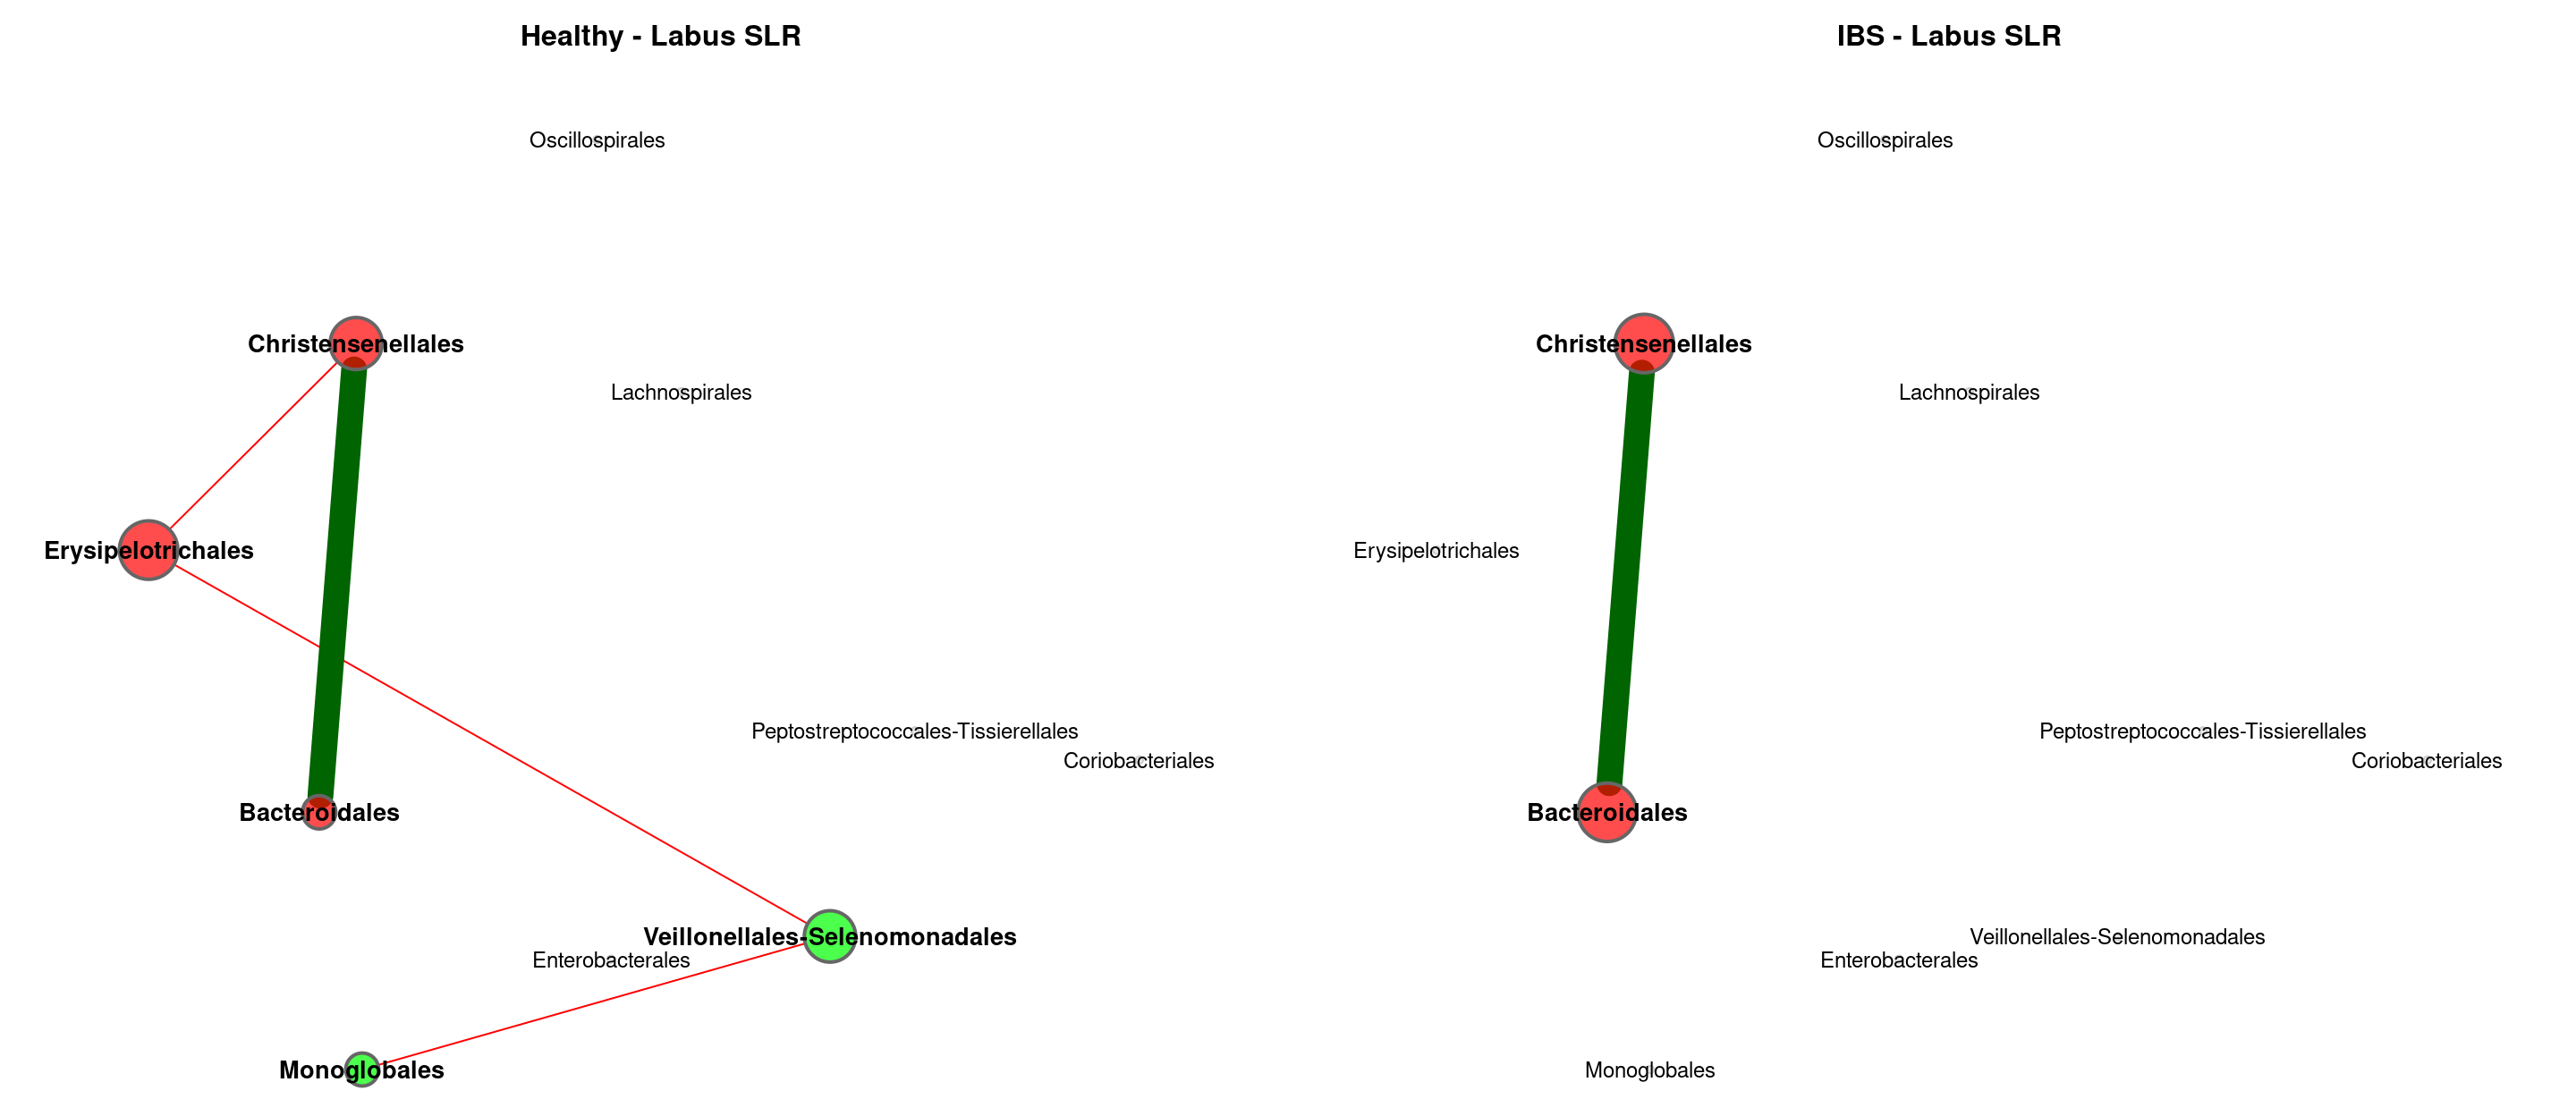 Healthy - Labus SLR
Oscillospirales
Christensenellales
Lachnospirales
Erysipelotrichales
Peptostreptococcales-Tissierellales
Coriobacteriales
Bacteroidales
Veillonellales-Selenomonadales
Enterobacterales
Monoglobales
IBS - Labus SLR
Oscillospirales
Christensenellales
Lachnospirales
Erysipelotrichales
Peptostreptococcales-Tissierellales
Coriobacteriales
Bacteroidales
Veillonellales-Selenomonadales
Enterobacterales
Monoglobales